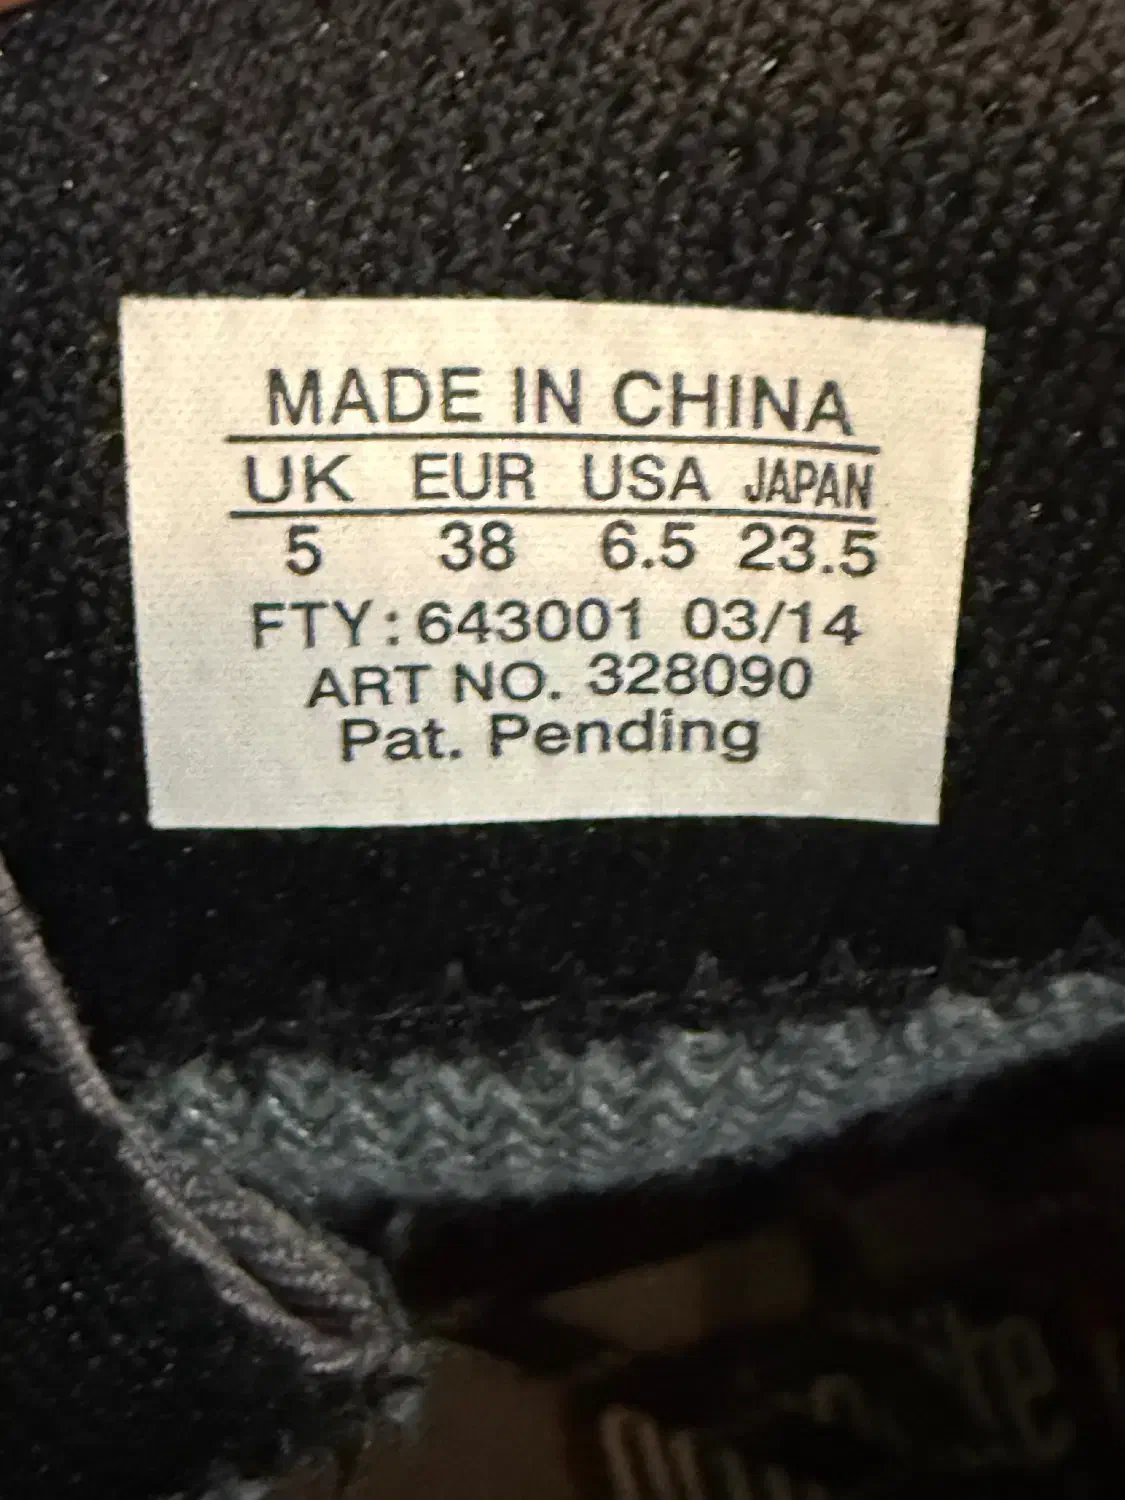 MADE IN CHINA
UK EUR USA JAPAN
5 38 6.5 23.5
FTY: 643001 03/14
ART NO. 328090
Pat. Pending